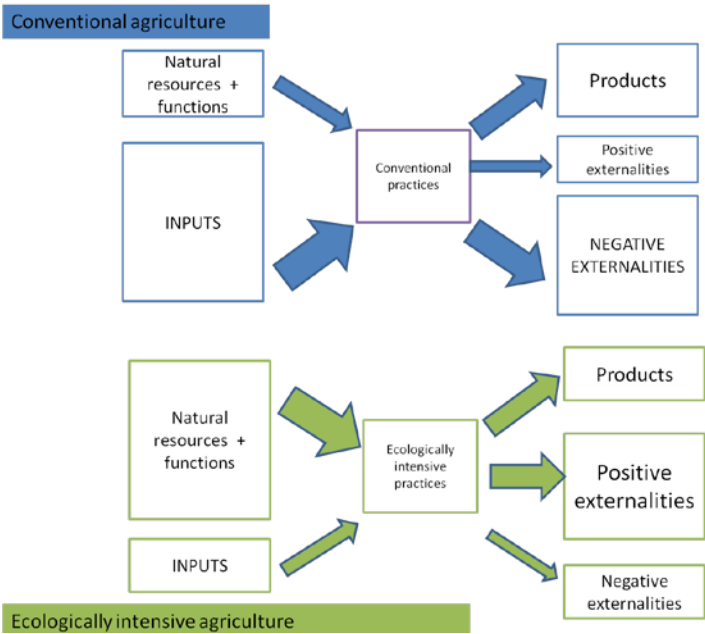 Conventional agriculture
Natural
resources +
functions
INPUTS
Conventional
practices
Products
Positive
externalities
NEGATIVE
EXTERNALITIES
Natural
resources +
functions
INPUTS
Ecologically
intensive
practices
Products
Positive
externalities
Negative
externalities
Ecologically intensive agriculture